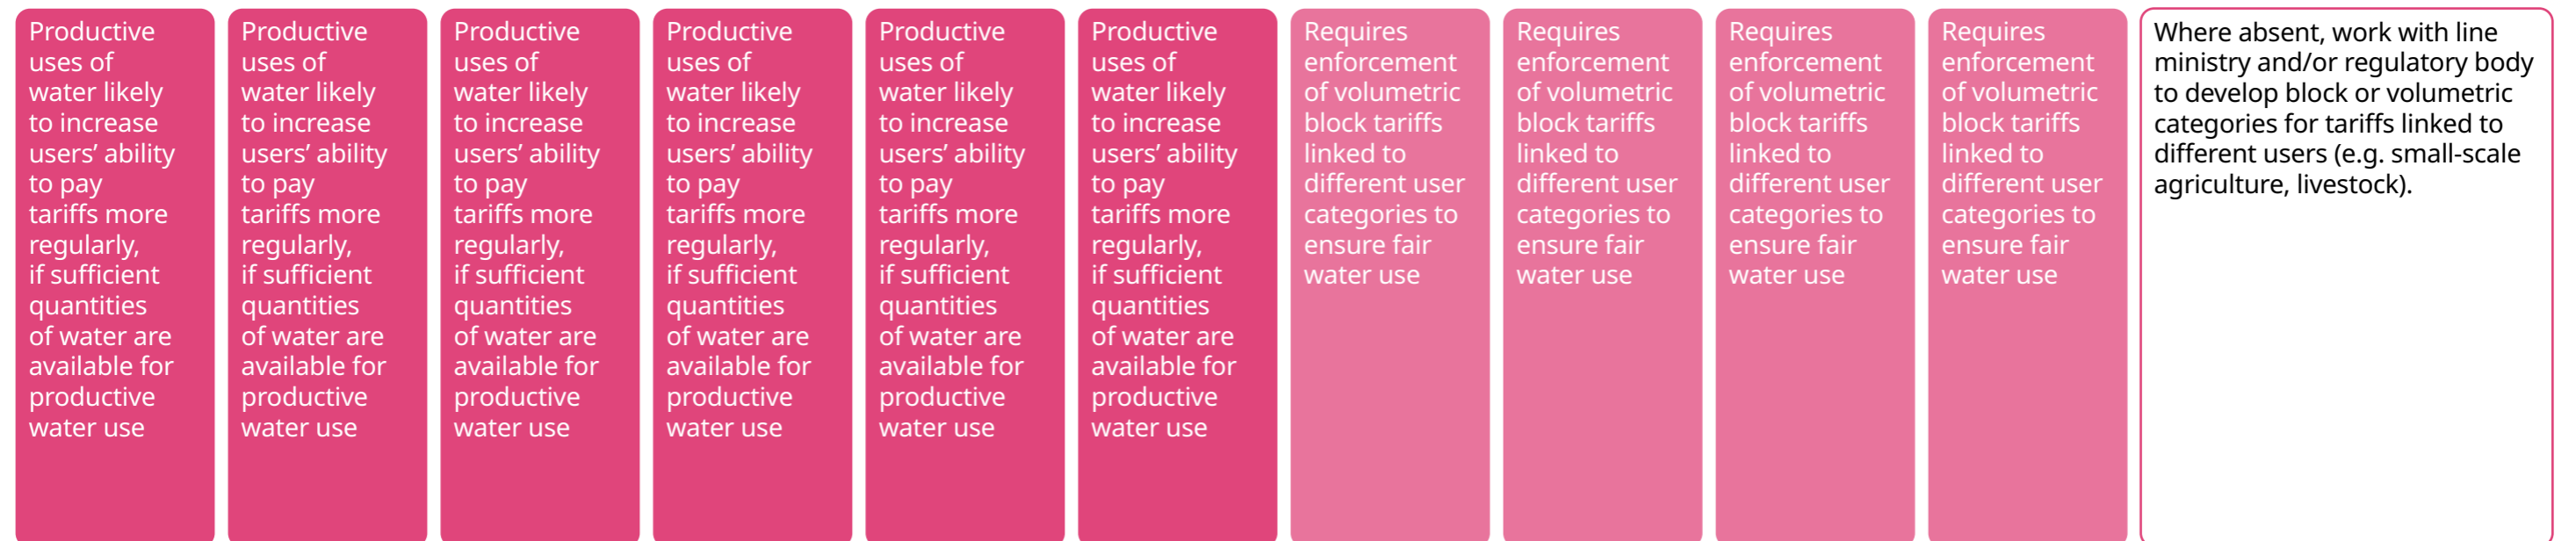 Productive
uses of
water likely
to increase
users’ ability
to pay
tariffs more
regularly,
if sufficient
quantities
of water are
available for
productive
water use
Productive
uses of
water likely
to increase
users’ ability
to pay
tariffs more
regularly,
if sufficient
quantities
of water are
available for
productive
water use
Productive
uses of
water likely
to increase
users’ ability
to pay
tariffs more
regularly,
if sufficient
quantities
of water are
available for
productive
water use
Productive
uses of
water likely
to increase
users’ ability
to pay
tariffs more
regularly,
if sufficient
quantities
of water are
available for
productive
water use
Productive
uses of
water likely
to increase
users’ ability
to pay
tariffs more
regularly,
if sufficient
quantities
of water are
available for
productive
water use
Productive
uses of
water likely
to increase
users’ ability
to pay
tariffs more
regularly,
if sufficient
quantities
of water are
available for
productive
water use
Requires
enforcement
of volumetric
block tariffs
linked to
different user
categories to
ensure fair
water use
Requires
enforcement
of volumetric
block tariffs
linked to
different user
categories to
ensure fair
water use
Requires
enforcement
of volumetric
block tariffs
linked to
different user
categories to
ensure fair
water use
Requires
enforcement
of volumetric
block tariffs
linked to
different user
categories to
ensure fair
water use
Where absent, work with line
ministry and/or regulatory body
to develop block or volumetric
categories for tariffs linked to
different users (e.g. small-scale
agriculture, livestock).